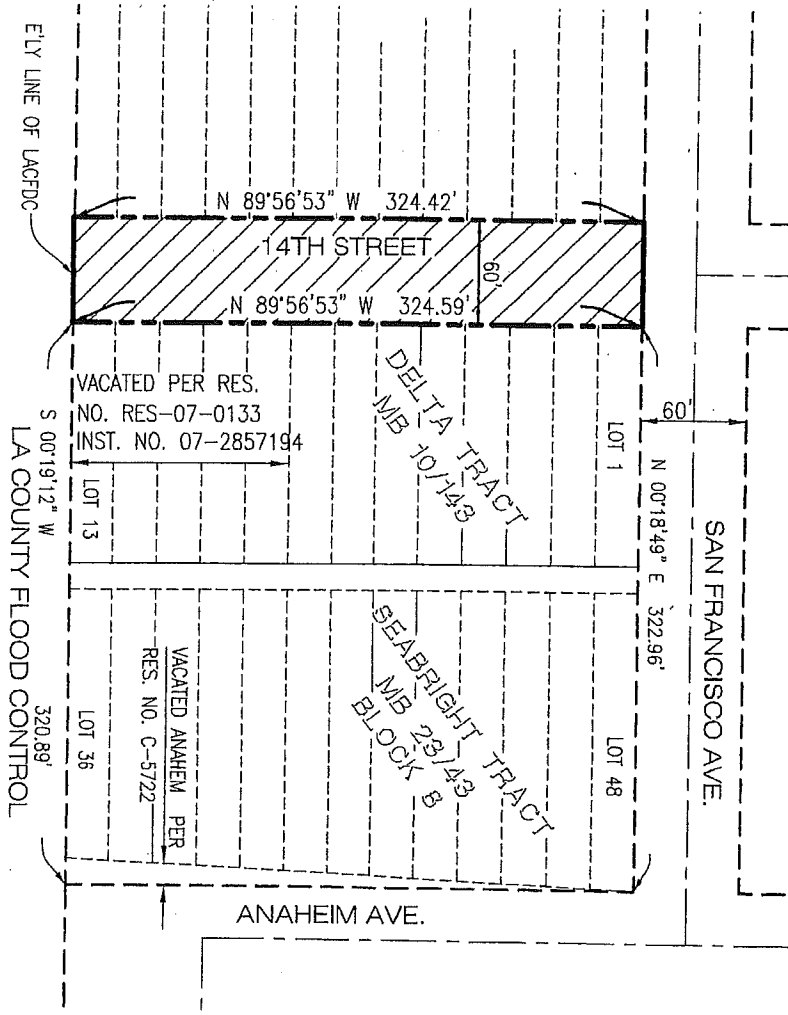 E'LY LINE OF LACFDC
N 89°56'53" W 324.42'
14TH STREET
60'
N 89°56'53" W 324.59'
VACATED PER RES.
NO. RES-07-0133
INST. NO. 07-2857194
DELTA TRACT
MB 10/143
LOT 1
LOT 13
60'
N 00°18'49" E 322.96'
SAN FRANCISCO AVE.
S 00°19'12" W 320.89'
LA COUNTY FLOOD CONTROL
SEABRIGHT TRACT
MB 23/43
BLOCK B
VACATED ANAHEM PER
RES. NO. C-5722
LOT 36
LOT 48
ANAHEIM AVE.